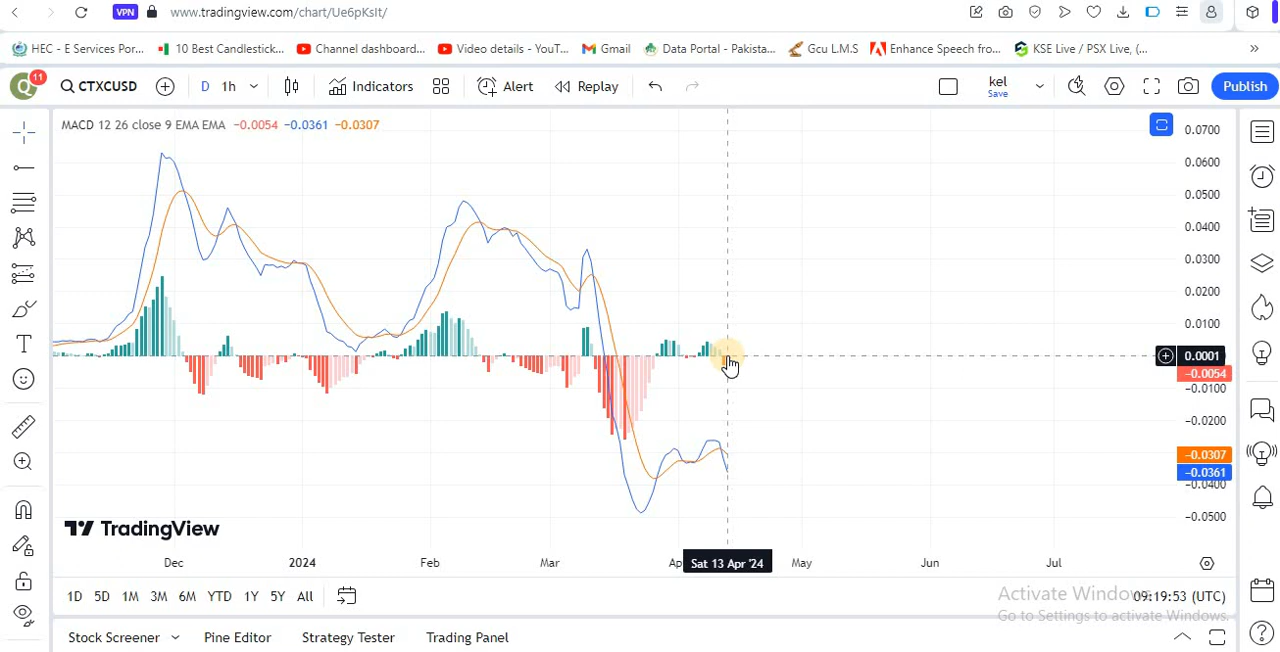 VPN www.tradingview.com/chart/Ue6pKsIt/
HEC - E Services Por... 10 Best Candlestick... Channel dashboard... Video details - YouT... Gmail Data Portal - Pakista... Gcu L.M.S Enhance Speech fro... KSE Live / PSX Live, (... »
Q 11 CTXCUSD D 1h Indicators Alert Replay kel Save Publish
MACD 12 26 close 9 EMA EMA −0.0054 −0.0361 −0.0307
0.0700
0.0600
0.0500
0.0400
0.0300
0.0200
0.0100
0.0001
−0.0054
−0.0100
−0.0200
−0.0307
−0.0361
−0.0400
−0.0500
TradingView
Dec 2024 Feb Mar Ap Sat 13 Apr '24 May Jun Jul
1D 5D 1M 3M 6M YTD 1Y 5Y All 09:19:53 (UTC)
Activate Windows
Go to Settings to activate Windows.
Stock Screener Pine Editor Strategy Tester Trading Panel